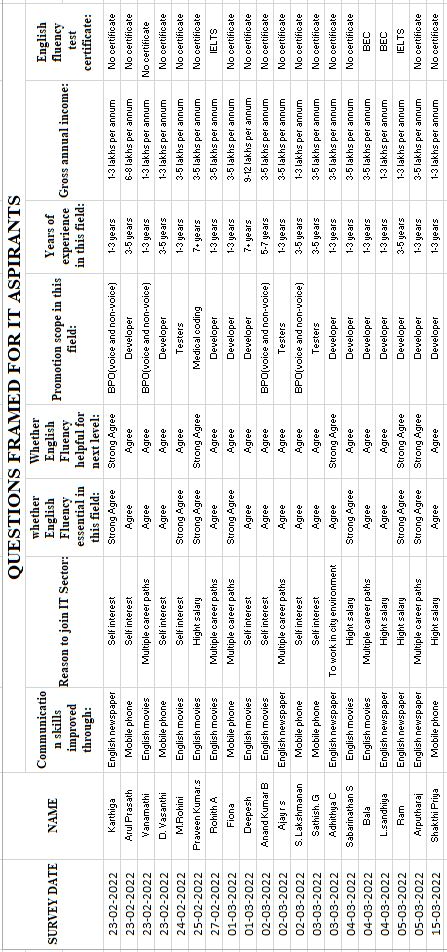 QUESTIONS FRAMED FOR IT ASPIRANTS
SURVEY DATE NAME Communicatio n skills improved through: Reason to join IT Sector: whether English Fluency essential in this field: Whether English Fluency helpful for next level: Promotion scope in this field: Years of experience in this field: Gross annual income: English fluency test certificate:
23-02-2022 Karthiga English newspaper Self interest Strong Agree Strong Agree BPO(voice and non-voice) 1-3 years 1-3 lakhs per annum No certificate
23-02-2022 Arul Prasath Mobile phone Self interest Agree Agree Developer 3-5 years 6-8 lakhs per annum No certificate
23-02-2022 Vanamathi English movies Multiple career paths Agree Agree BPO(voice and non-voice) 1-3 years 1-3 lakhs per annum No certificate
23-02-2022 D. Vasanthi Mobile phone Self interest Agree Agree Developer 3-5 years 1-3 lakhs per annum No certificate
24-02-2022 M.Rohini English movies Self interest Strong Agree Agree Testers 1-3 years 3-5 lakhs per annum No certificate
25-02-2022 Praveen Kumar.s English newspaper Hight salary Strong Agree Strong Agree Medical coding 7+ years 3-5 lakhs per annum No certificate
27-02-2022 Rohith A English movies Multiple career paths Agree Agree Developer 1-3 years 3-5 lakhs per annum IELTS
01-03-2022 Fiona Mobile phone Multiple career paths Strong Agree Agree Developer 1-3 years 3-5 lakhs per annum No certificate
01-03-2022 Deepesh English newspaper Self interest Agree Agree Developer 7+ years 9-12 lakhs per annum No certificate
02-03-2022 Anand Kumar B English movies Self interest Agree Agree BPO(voice and non-voice) 5-7 years 3-5 lakhs per annum No certificate
02-03-2022 Ajay r s English newspaper Multiple career paths Agree Agree Testers 1-3 years 3-5 lakhs per annum No certificate
02-03-2022 S. Lakshmanan Mobile phone Self interest Agree Agree BPO(voice and non-voice) 3-5 years 3-5 lakhs per annum No certificate
03-03-2022 Sathish. G Mobile phone Self interest Agree Agree Testers 3-5 years 3-5 lakhs per annum No certificate
03-03-2022 Adhithya C English newspaper To work in city environment Agree Strong Agree Developer 1-3 years 3-5 lakhs per annum No certificate
04-03-2022 Sabarinathan S English movies Hight salary Strong Agree Agree Developer 1-3 years 3-5 lakhs per annum No certificate
04-03-2022 Bala English movies Multiple career paths Agree Agree Developer 1-3 years 3-5 lakhs per annum BEC
04-03-2022 L.sandhiya English newspaper Hight salary Agree Agree Developer 1-3 years 1-3 lakhs per annum BEC
05-03-2022 Ram English newspaper Hight salary Strong Agree Strong Agree Developer 3-5 years 1-3 lakhs per annum IELTS
05-03-2022 Arputharaj English movies Multiple career paths Strong Agree Strong Agree Developer 1-3 years 3-5 lakhs per annum No certificate
15-03-2022 Shakthi Priya Mobile phone Hight salary Agree Agree Developer 1-3 years 1-3 lakhs per annum No certificate